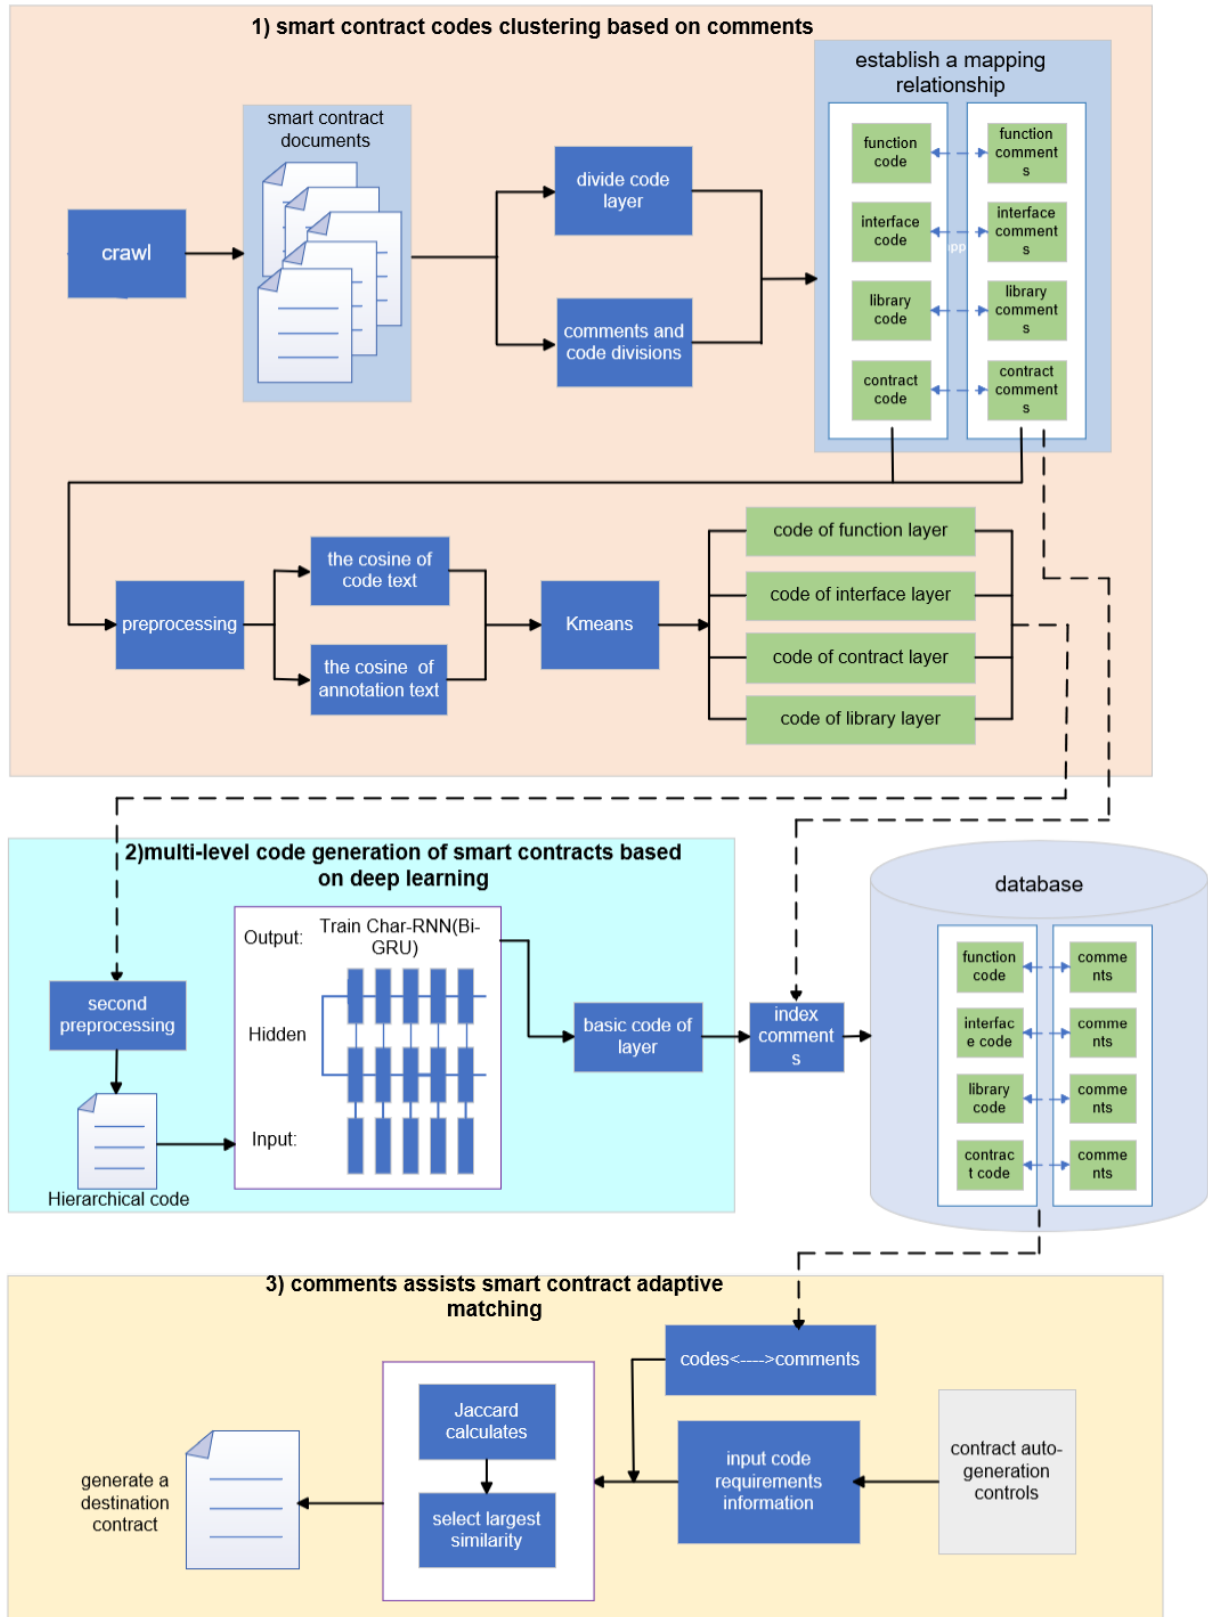 1) smart contract codes clustering based on comments
establish a mapping
relationship
smart contract
documents
function
code
function
comment
s
divide code
layer
interface
code
interface
comment
s
crawl
library
code
library
comment
s
comments and
code divisions
contract
code
contract
comment
s
code of function layer
the cosine of
code text
code of interface layer
preprocessing
Kmeans
code of contract layer
the cosine of
annotation text
code of library layer
2)multi-level code generation of smart contracts based
on deep learning
database
Output:
Train Char-RNN(Bi-
GRU)
function
code
comme
nts
second
preprocessing
Hidden
basic code of
layer
index
comment
s
interfac
e code
comme
nts
library
code
comme
nts
Input:
contrac
t code
comme
nts
Hierarchical code
3) comments assists smart contract adaptive
matching
codes<---->comments
Jaccard
calculates
input code
requirements
information
contract auto-
generation
controls
generate a
destination
contract
select largest
similarity